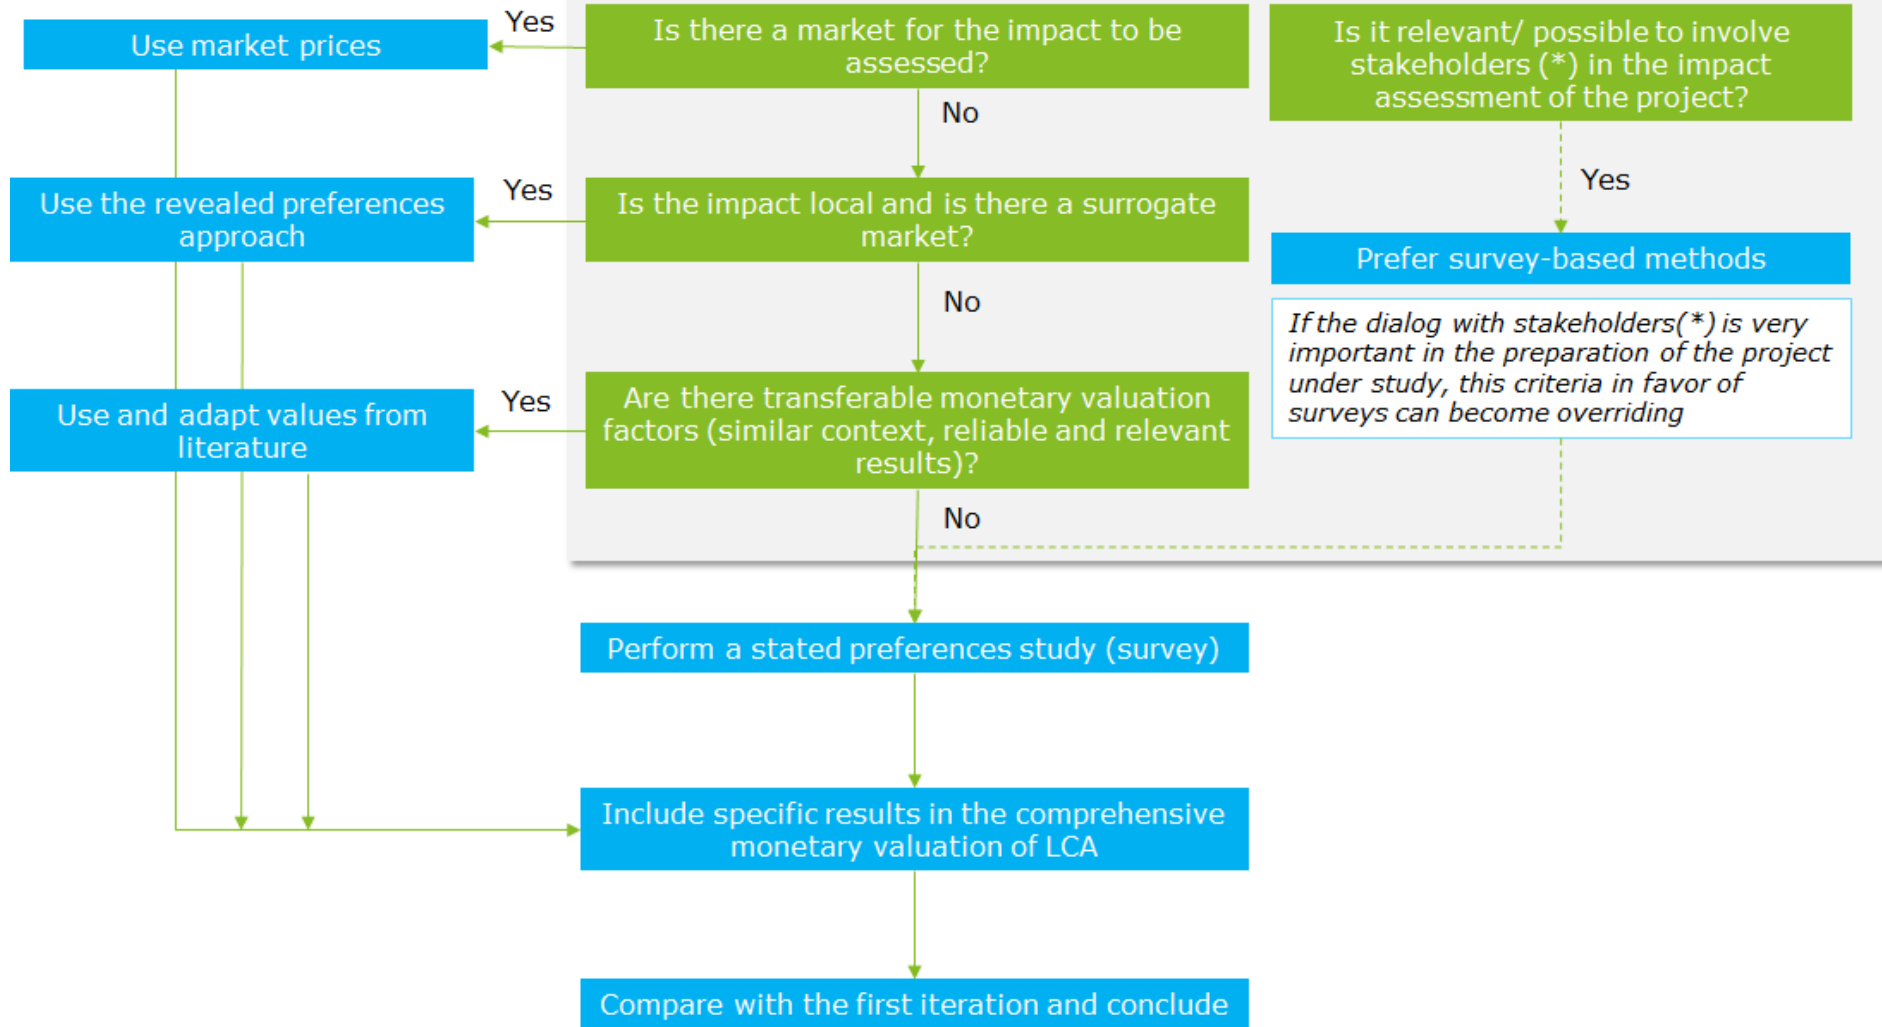 Use market prices
Yes
Is there a market for the impact to be
assessed?
Is it relevant/ possible to involve
stakeholders (*) in the impact
assessment of the project?
No
Yes
Use the revealed preferences
approach
Yes
Is the impact local and is there a surrogate
market?
Prefer survey-based methods
No
If the dialog with stakeholders(*) is very
important in the preparation of the project
under study, this criteria in favor of
surveys can become overriding
Use and adapt values from
literature
Yes
Are there transferable monetary valuation
factors (similar context, reliable and relevant
results)?
No
Perform a stated preferences study (survey)
Include specific results in the comprehensive
monetary valuation of LCA
Compare with the first iteration and conclude